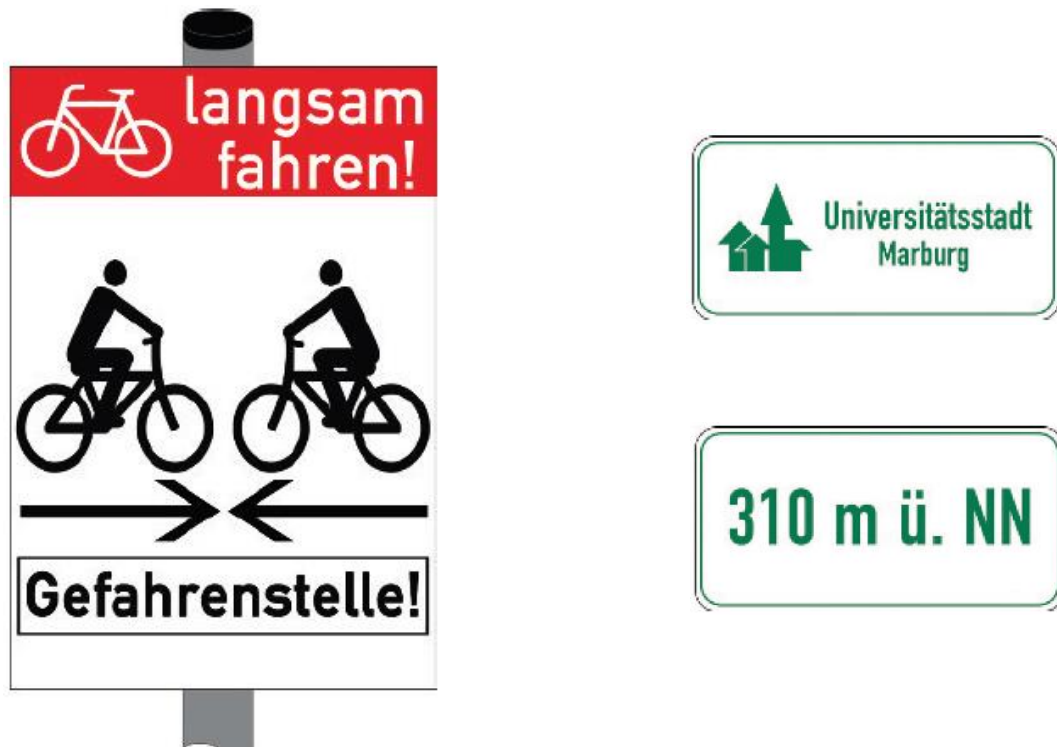 langsam
fahren!
Gefahrenstelle!
Universitätsstadt
Marburg
310 m ü. NN